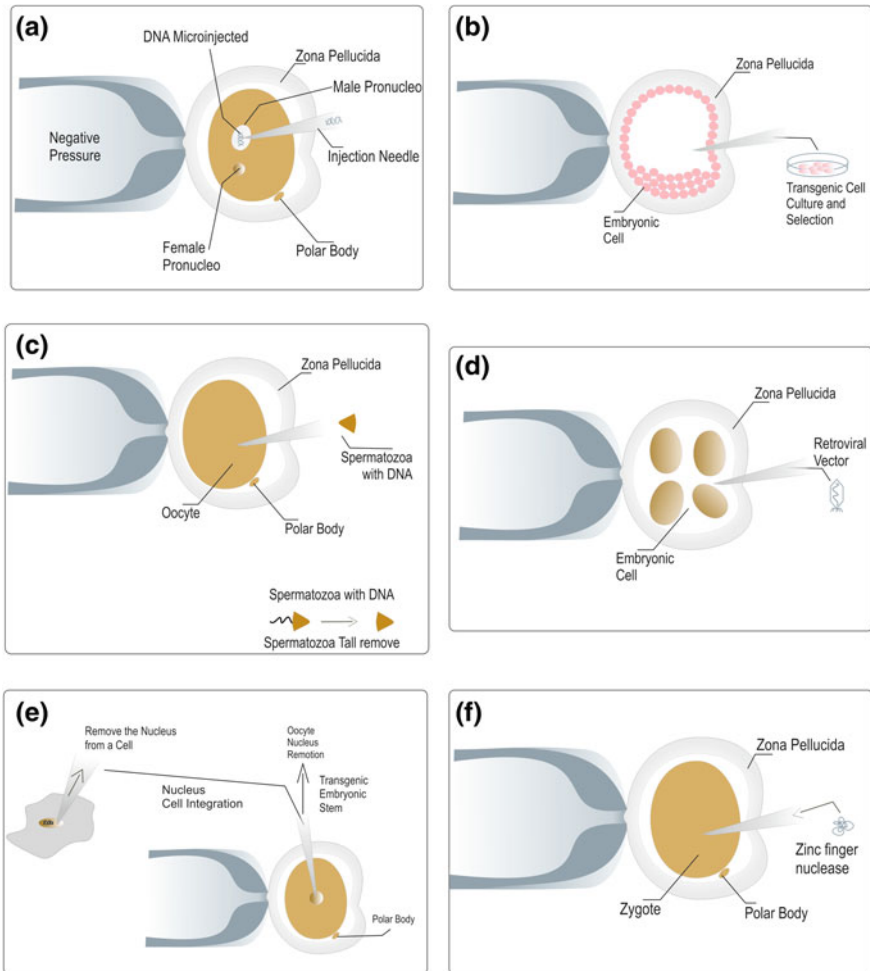 (a)
DNA Microinjected
Zona Pellucida
Male Pronucleo
Negative
Pressure
Injection Needle
Female
Pronucleo
Polar Body
(b)
Zona Pellucida
Embryonic
Cell
Transgenic Cell
Culture and
Selection
(c)
Zona Pellucida
Spermatozoa
with DNA
Oocyte
Polar Body
Spermatozoa with DNA
Spermatozoa Tall remove
(d)
Zona Pellucida
Retroviral
Vector
Embryonic
Cell
(e)
Remove the Nucleus
from a Cell
Nucleus
Cell Integration
Oocyte
Nucleus
Remotion
Transgenic
Embryonic
Stem
Polar Body
(f)
Zona Pellucida
Zinc finger
nuclease
Zygote
Polar Body